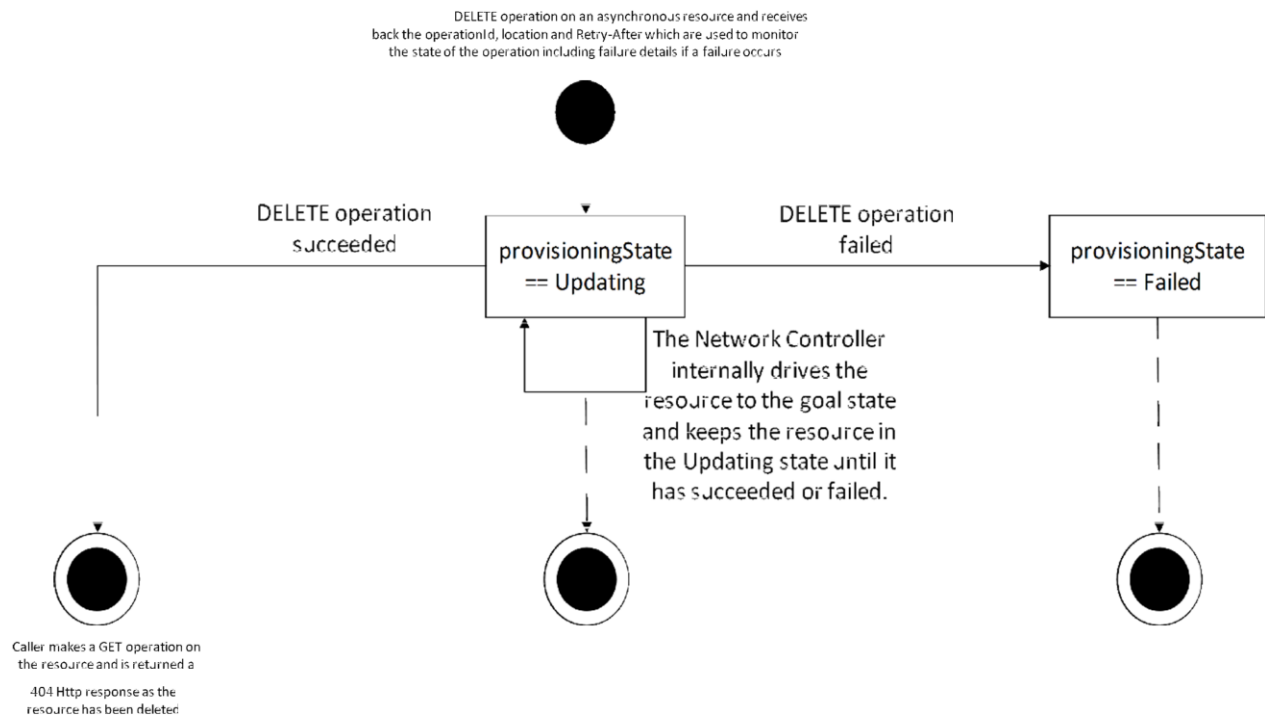 DELETE operation on an asynchronous resource and receives
back the operationId, location and Retry-After which are used to monitor
the state of the operation including failure details if a failure occurs
DELETE operation
succeeded
provisioningState
== Updating
DELETE operation
failed
provisioningState
== Failed
The Network Controller
internally drives the
resource to the goal state
and keeps the resource in
the Updating state until it
has succeeded or failed.
Caller makes a GET operation on
the resource and is returned a
404 Http response as the
resource has been deleted